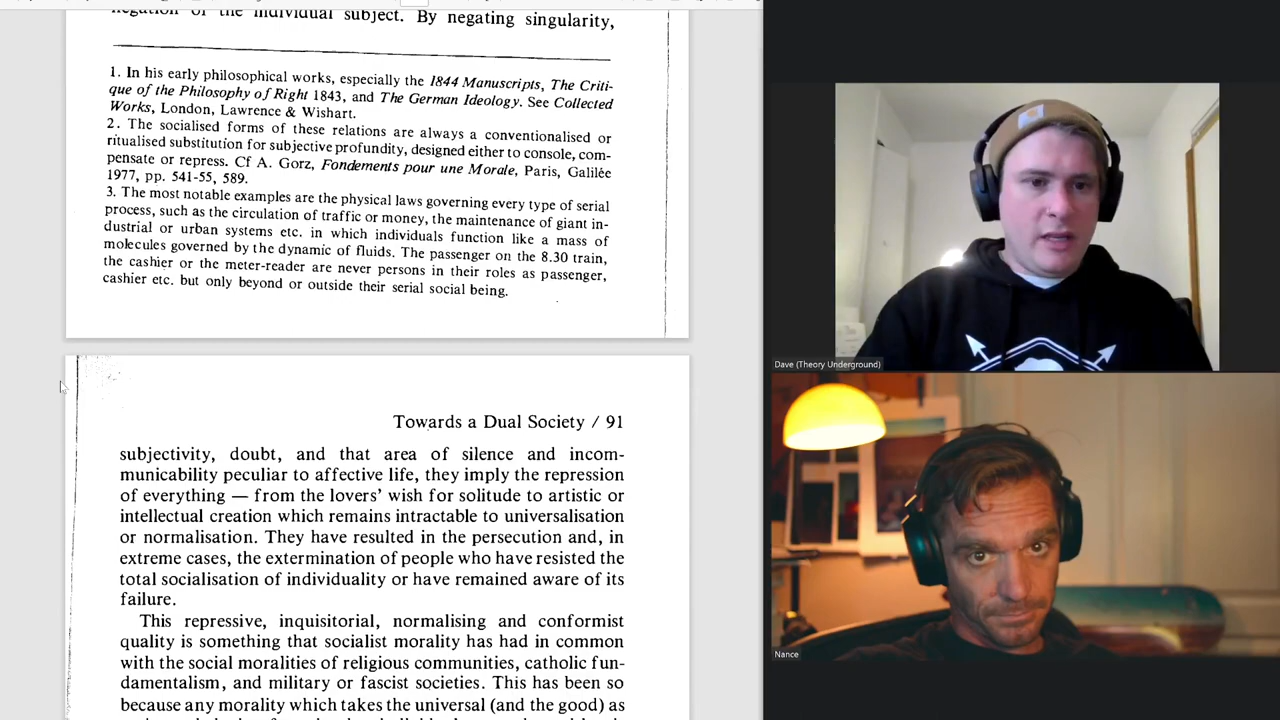 negation of the individual subject. By negating singularity,
1. In his early philosophical works, especially the 1844 Manuscripts, The Criti-
que of the Philosophy of Right 1843, and The German Ideology. See Collected
Works, London, Lawrence & Wishart.
2. The socialised forms of these relations are always a conventionalised or
ritualised substitution for subjective profundity, designed either to console, com-
pensate or repress. Cf A. Gorz, Fondements pour une Morale, Paris, Galilée
1977, pp. 541-55, 589.
3. The most notable examples are the physical laws governing every type of serial
process, such as the circulation of traffic or money, the maintenance of giant in-
dustrial or urban systems etc. in which individuals function like a mass of
molecules governed by the dynamic of fluids. The passenger on the 8.30 train,
the cashier or the meter-reader are never persons in their roles as passenger,
cashier etc. but only beyond or outside their serial social being.
Towards a Dual Society / 91
subjectivity, doubt, and that area of silence and incom-
municability peculiar to affective life, they imply the repression
of everything — from the lovers' wish for solitude to artistic or
intellectual creation which remains intractable to universalisation
or normalisation. They have resulted in the persecution and, in
extreme cases, the extermination of people who have resisted the
total socialisation of individuality or have remained aware of its
failure.
This repressive, inquisitorial, normalising and conformist
quality is something that socialist morality has had in common
with the social moralities of religious communities, catholic fun-
damentalism, and military or fascist societies. This has been so
because any morality which takes the universal (and the good) as
Dave (Theory Underground)
Nance